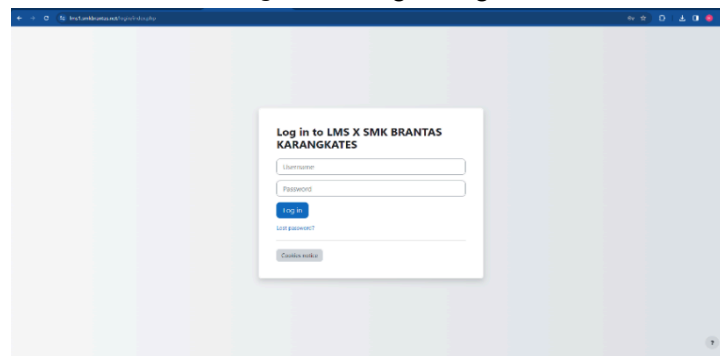 Log in to LMS X SMK BRANTAS
KARANGKATES
Username
Password
Log in
Lost password?
Cookies notice
?